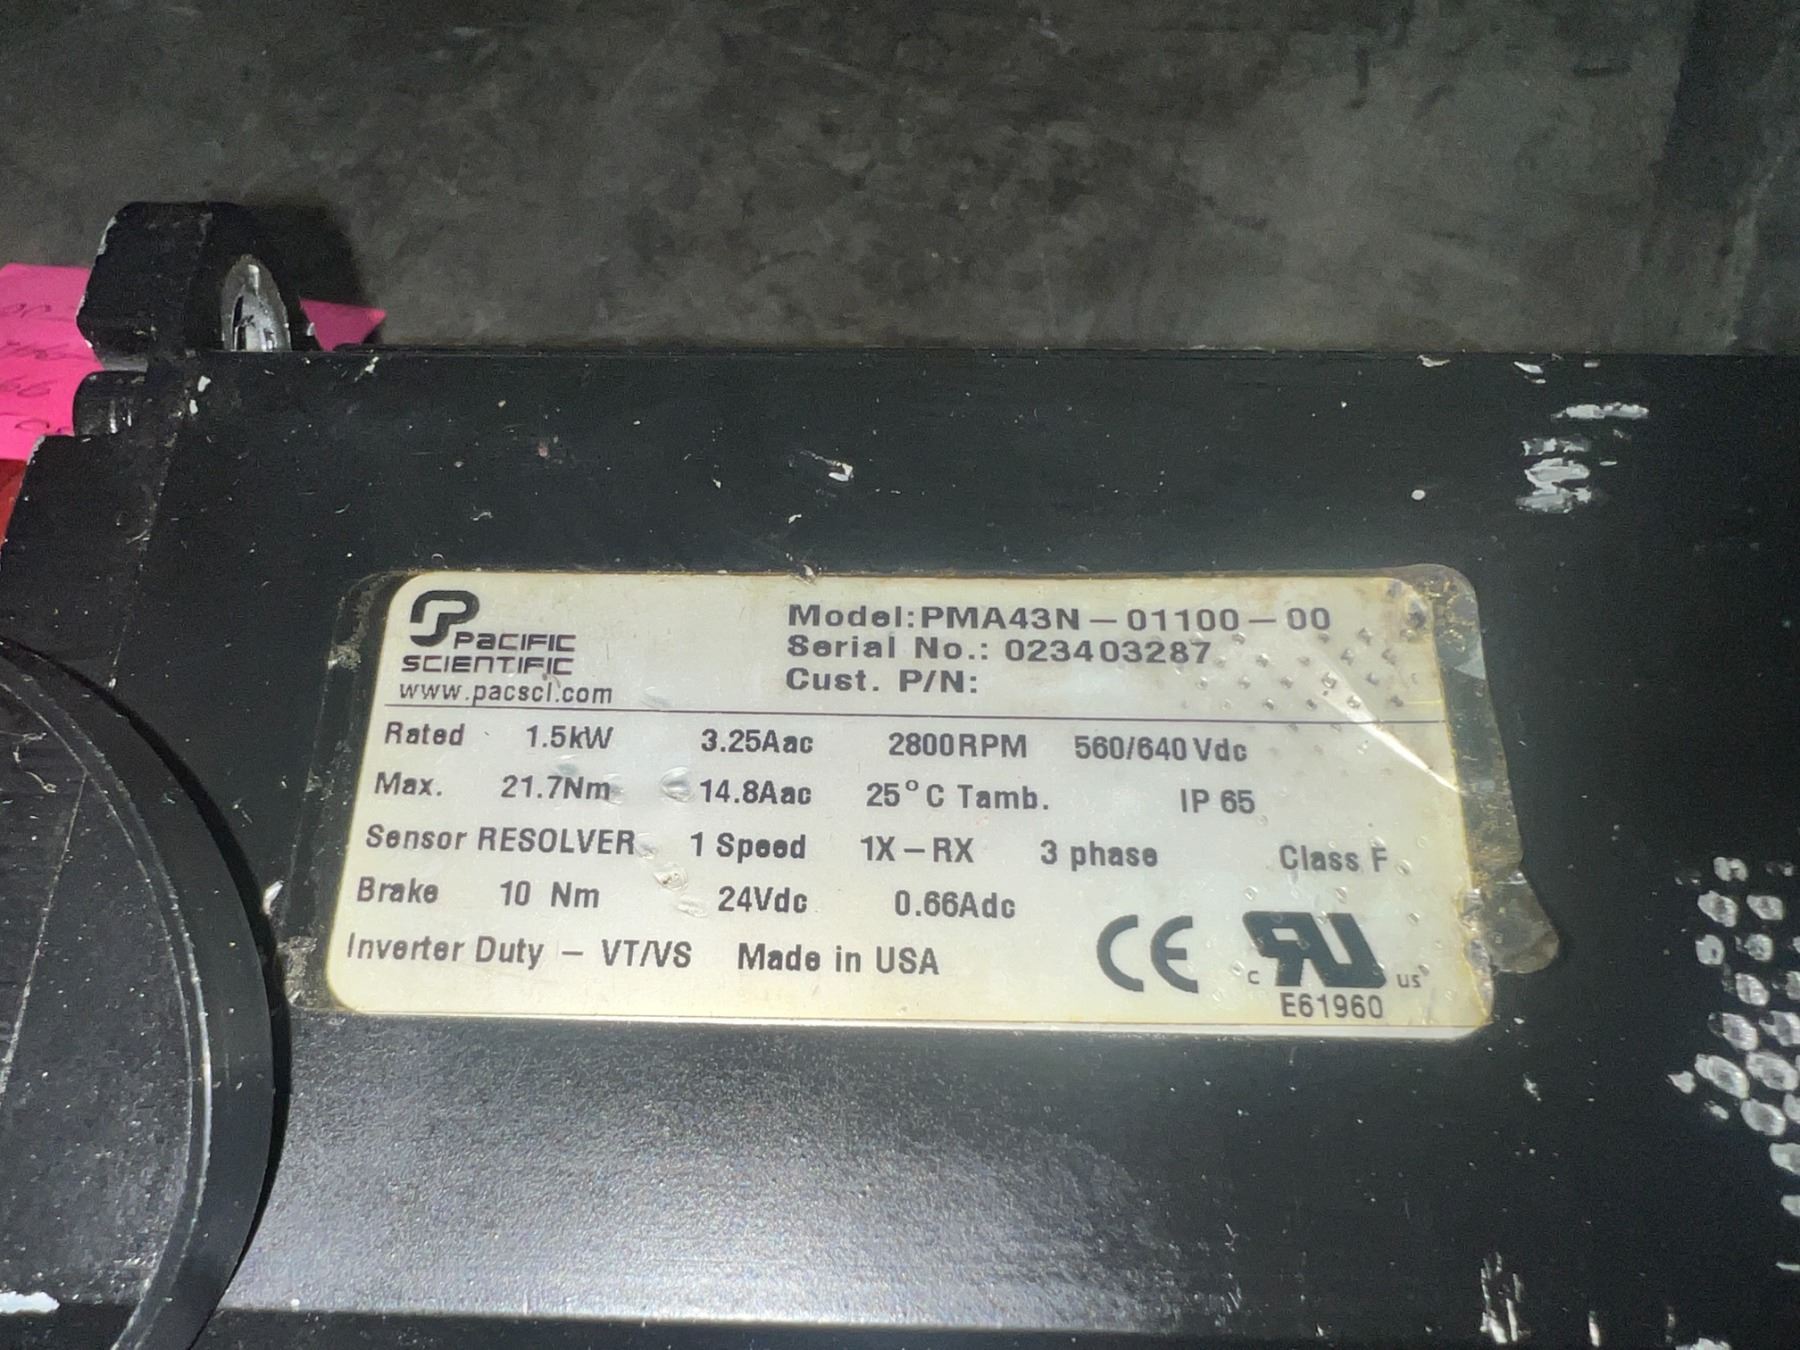 PACIFIC
SCIENTIFIC
www.pacsci.com
Model:PMA43N-01100-00
Serial No.: 023403287
Cust. P/N:
Rated 1.5kW 3.25Aac 2800RPM 560/640 Vdc
Max. 21.7Nm 14.8Aac 25°C Tamb. IP 65
Sensor RESOLVER 1 Speed 1X-RX 3 phase Class F
Brake 10 Nm 24Vdc 0.66Adc
Inverter Duty - VT/VS Made in USA
CE c RU us
E61960